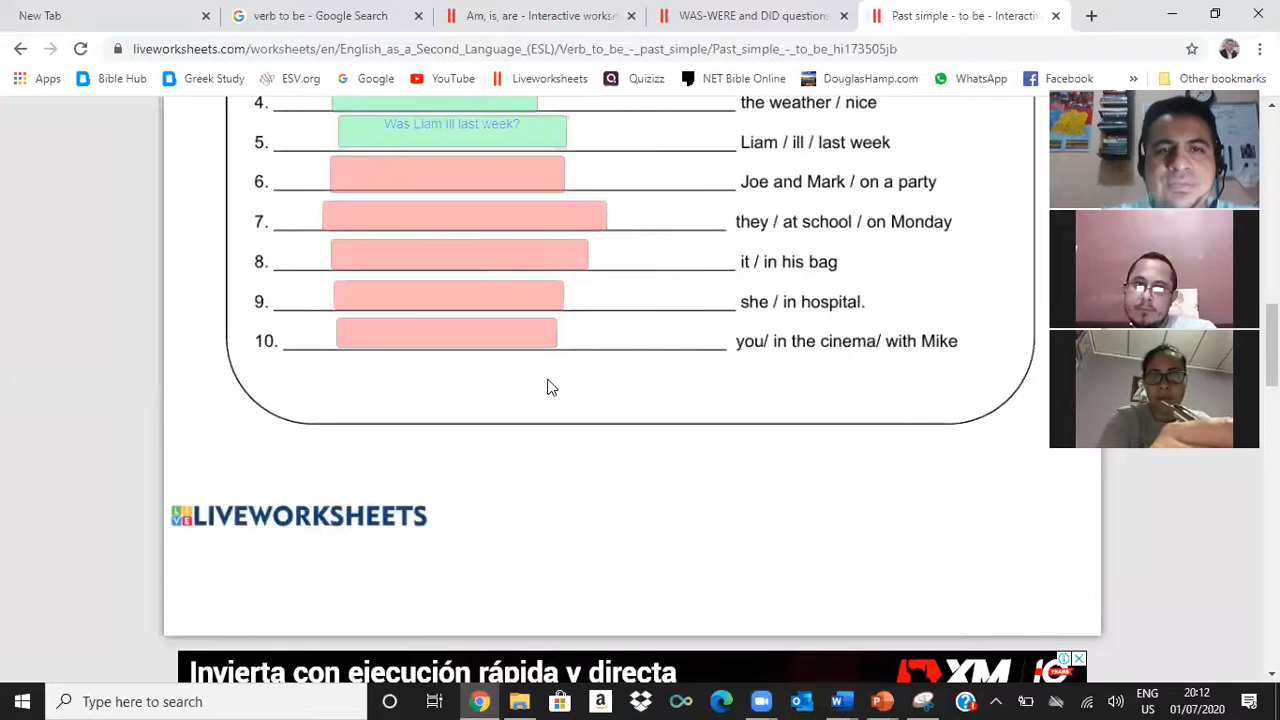 New Tab
verb to be - Google Search
Am, is, are - Interactive worksm
WAS-WERE and DID questions
Past simple - to be - Interactiv
liveworksheets.com/worksheets/en/English_as_a_Second_Language_(ESL)/Verb_to_be_-_past_simple/Past_simple_-_to_be_hi173505jb
Apps
Bible Hub
Greek Study
ESV.org
Google
YouTube
Liveworksheets
Quizizz
NET Bible Online
DouglasHamp.com
WhatsApp
Facebook
»
Other bookmarks
4. the weather / nice
Was Liam ill last week?
5. Liam / ill / last week
6. Joe and Mark / on a party
7. they / at school / on Monday
8. it / in his bag
9. she / in hospital.
10. you/ in the cinema/ with Mike
LIVEWORKSHEETS
Invierta con ejecución rápida y directa
XM
Type here to search
ENG
US
20:12
01/07/2020